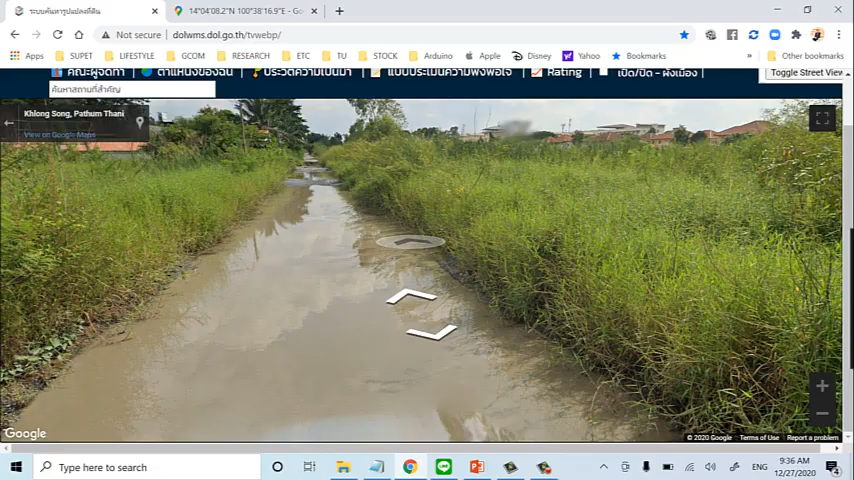 ระบบค้นหารูปแปลงที่ดิน
14°04'08.2"N 100°38'16.9"E - Go
Not secure | dolwms.dol.go.th/tvwebp/
Apps SUPET LIFESTYLE GCOM RESEARCH ETC TU STOCK Arduino Apple Disney Yahoo Bookmarks Other bookmarks
คณะผู้จัดทำ | ตำแหน่งของฉัน | ประวัติความเป็นมา | แบบประเมินความพึงพอใจ | Rating | เปิด/ปิด - ผังเมือง |
Toggle Street View
ค้นหาสถานที่สำคัญ
Khlong Song, Pathum Thani
View on Google Maps
Google
© 2020 Google Terms of Use Report a problem
Type here to search
ENG
9:36 AM
12/27/2020
4